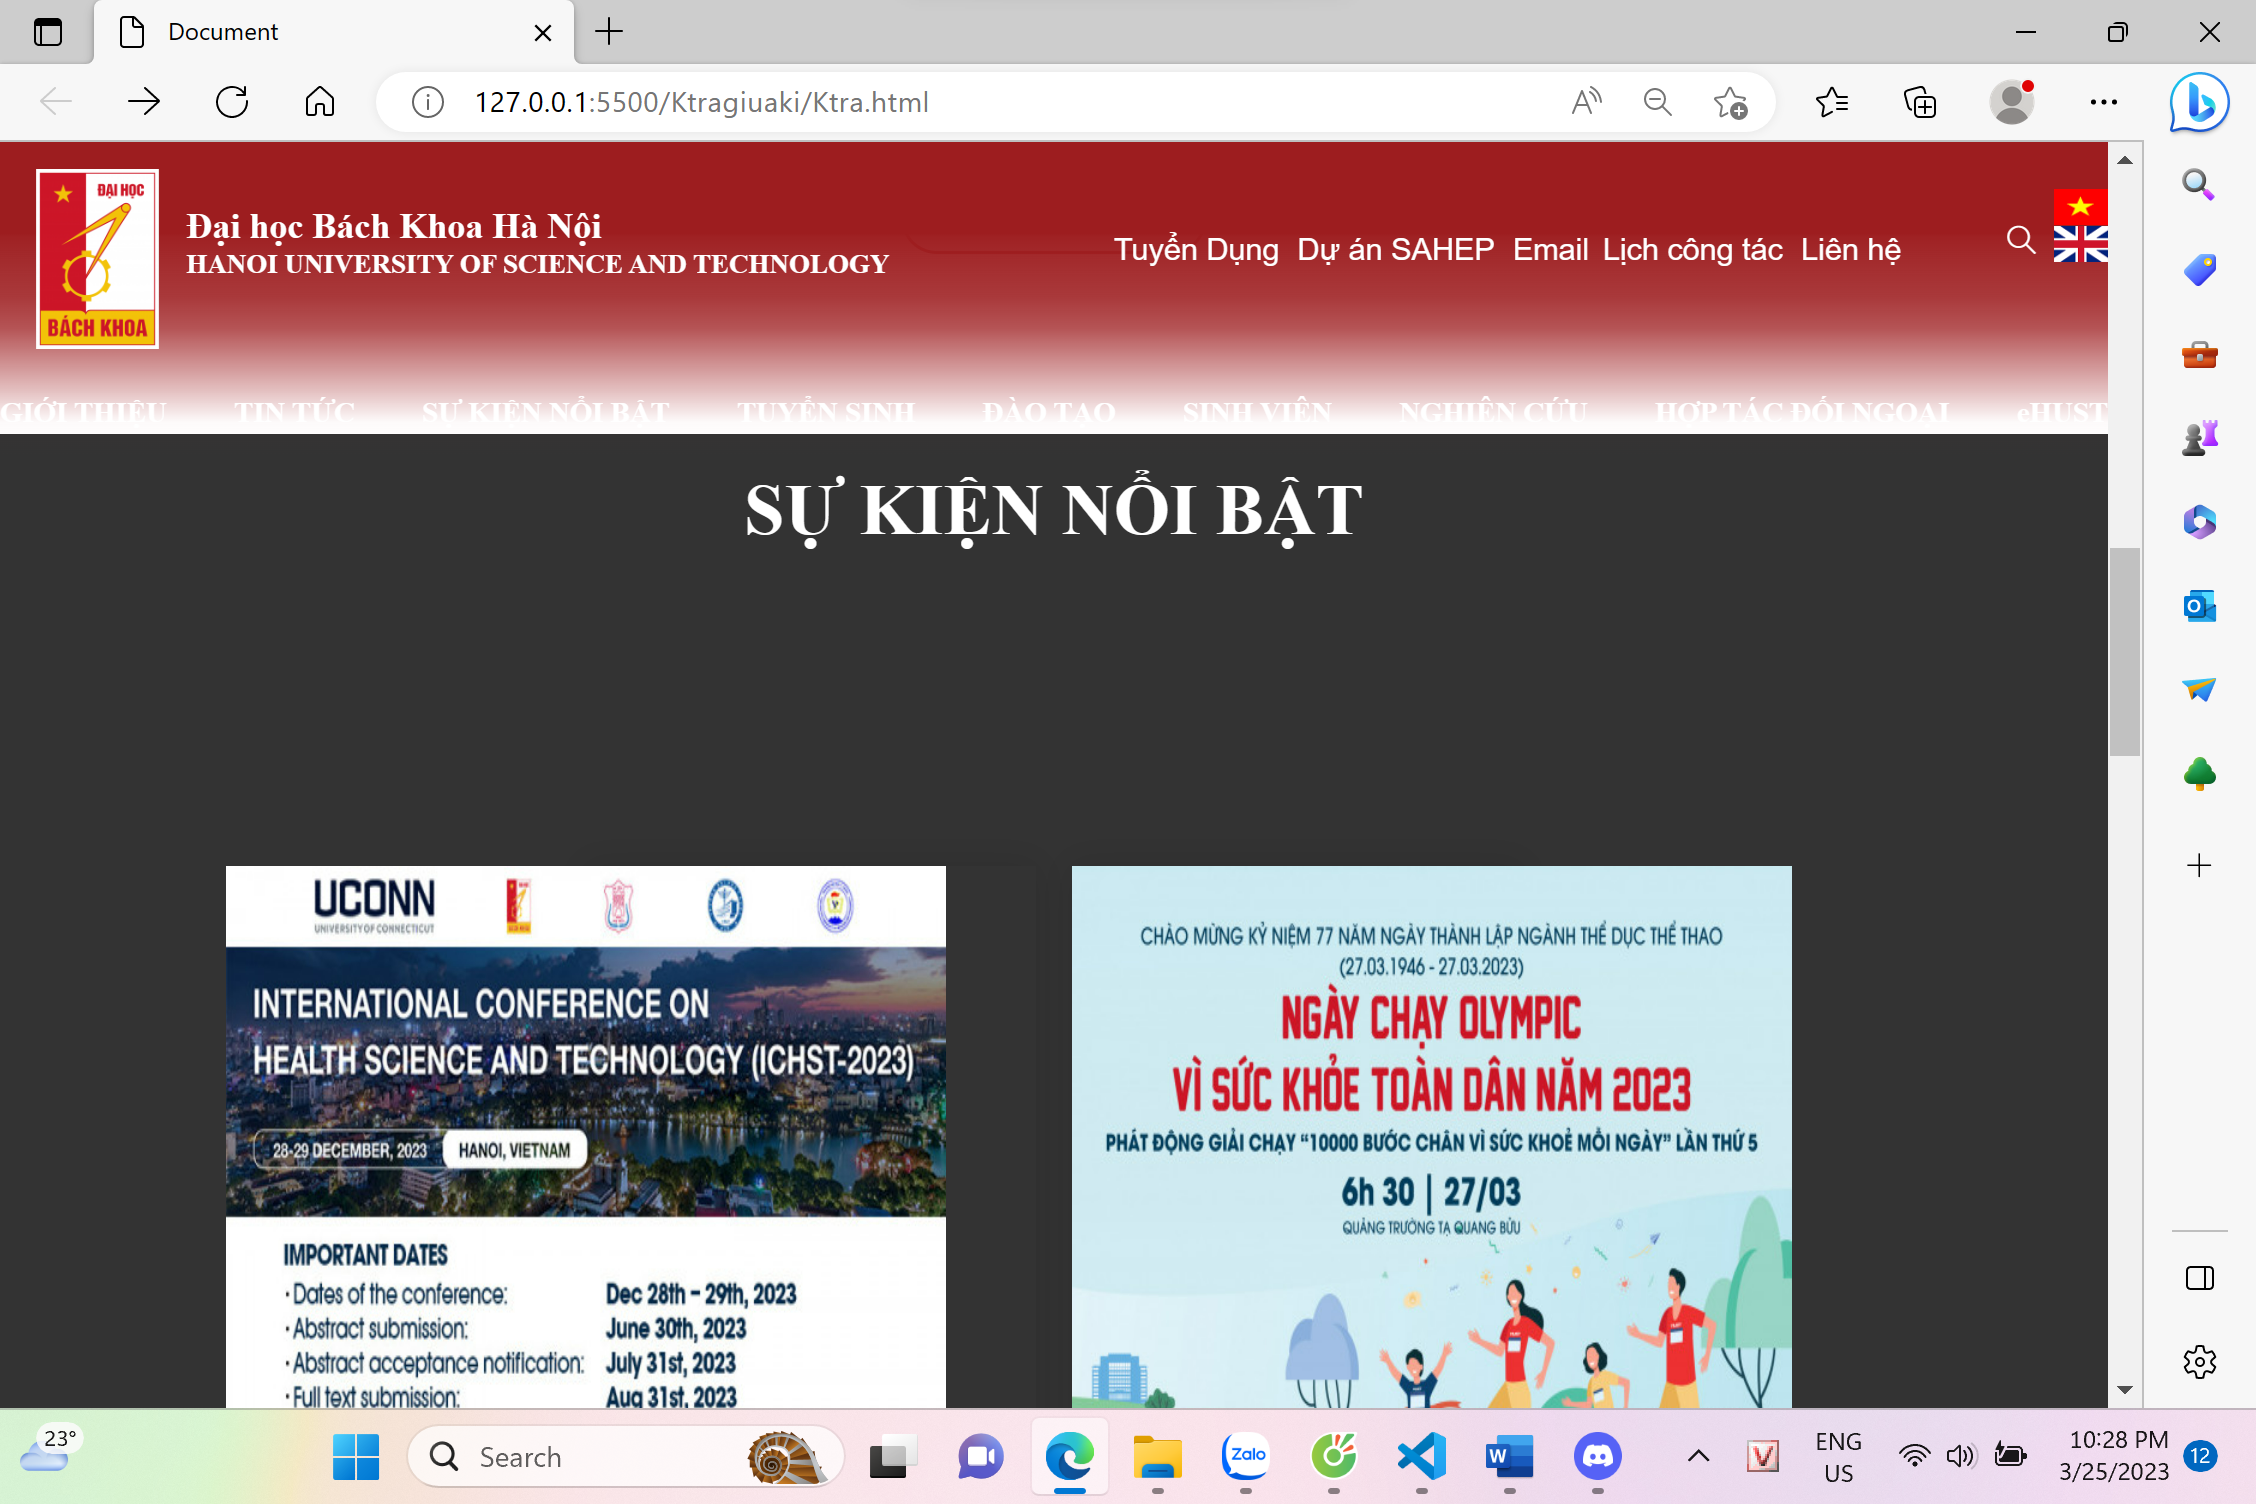 Document
127.0.0.1:5500/Ktragiuaki/Ktra.html
ĐẠI HỌC
BÁCH KHOA
Đại học Bách Khoa Hà Nội
HANOI UNIVERSITY OF SCIENCE AND TECHNOLOGY
Tuyển Dụng Dự án SAHEP Email Lịch công tác Liên hệ
GIỚI THIỆU TIN TỨC SỰ KIỆN NỔI BẬT TUYỂN SINH ĐÀO TẠO SINH VIÊN NGHIÊN CỨU HỢP TÁC ĐỐI NGOẠI eHUST
SỰ KIỆN NỔI BẬT
UCONN
UNIVERSITY OF CONNECTICUT
INTERNATIONAL CONFERENCE ON
HEALTH SCIENCE AND TECHNOLOGY (ICHST-2023)
28-29 DECEMBER, 2023 HANOI, VIETNAM
IMPORTANT DATES
· Dates of the conference: Dec 28th – 29th, 2023
· Abstract submission: June 30th, 2023
· Abstract acceptance notification: July 31st, 2023
· Full text submission: Aug 31st, 2023
CHÀO MỪNG KỶ NIỆM 77 NĂM NGÀY THÀNH LẬP NGÀNH THỂ DỤC THỂ THAO
(27.03.1946 - 27.03.2023)
NGÀY CHẠY OLYMPIC
VÌ SỨC KHỎE TOÀN DÂN NĂM 2023
PHÁT ĐỘNG GIẢI CHẠY “10000 BƯỚC CHÂN VÌ SỨC KHOẺ MỖI NGÀY” LẦN THỨ 5
6h 30 | 27/03
QUẢNG TRƯỜNG TẠ QUANG BỬU
23°
Search
Zalo
ENG
US
10:28 PM
3/25/2023
12